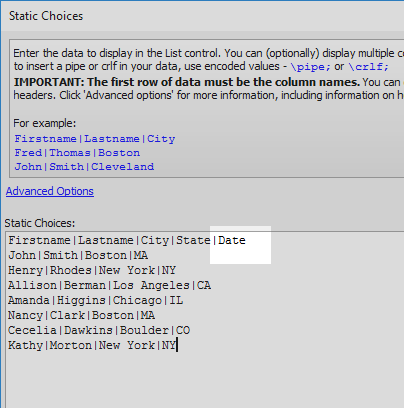 Static Choices
Enter the data to display in the List control. You can (optionally) display multiple c
to insert a pipe or crlf in your data, use encoded values - \pipe; or \crlf;
IMPORTANT: The first row of data must be the column names. You can
headers. Click 'Advanced options' for more information, including information on h
For example:
Firstname|Lastname|City
Fred|Thomas|Boston
John|Smith|Cleveland
Advanced Options
Static Choices:
Firstname|Lastname|City|State|Date
John|Smith|Boston|MA
Henry|Rhodes|New York|NY
Allison|Berman|Los Angeles|CA
Amanda|Higgins|Chicago|IL
Nancy|Clark|Boston|MA
Cecelia|Dawkins|Boulder|CO
Kathy|Morton|New York|NY